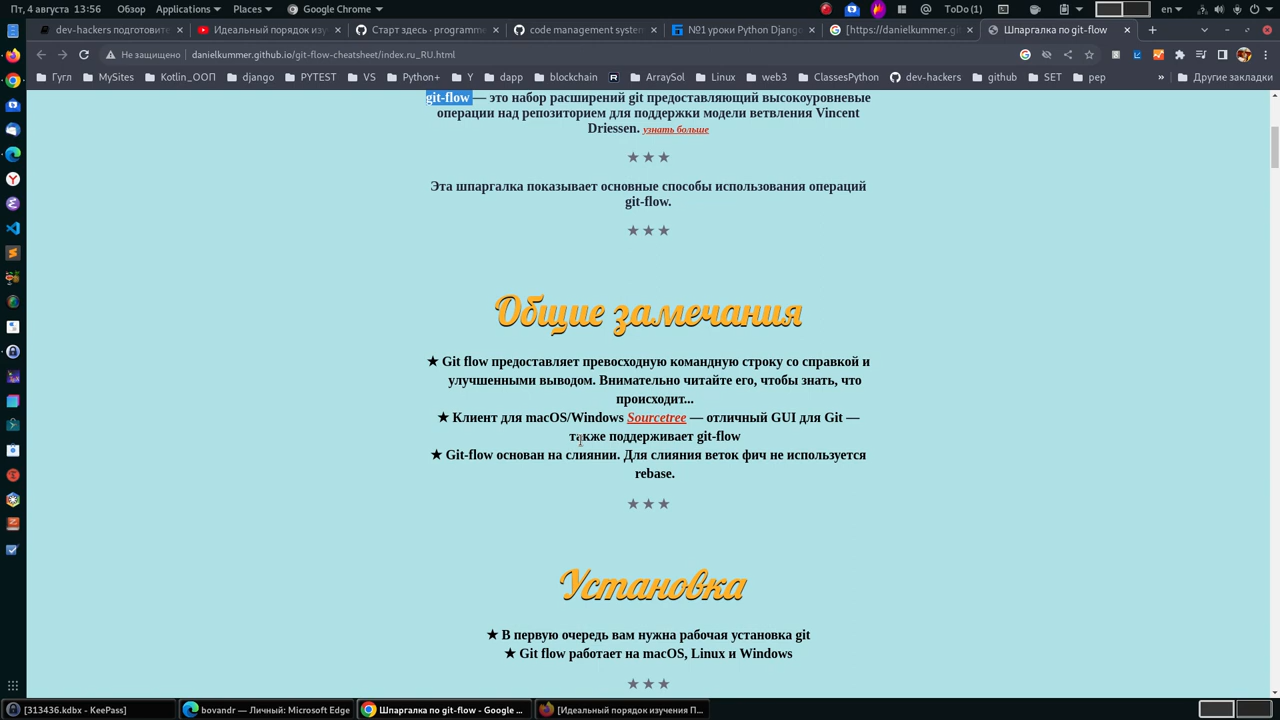 Пт, 4 августа 13:56 Обзор Applications Places Google Chrome ToDo (1) en
dev-hackers подготовите Идеальный порядок изу Старт здесь · programme code management system №1 уроки Python Django [https://danielkummer.gi Шпаргалка по git-flow
Не защищено danielkummer.github.io/git-flow-cheatsheet/index.ru_RU.html
Гугл MySites Kotlin_ООП django PYTEST VS Python+ Y dapp blockchain ArraySol Linux web3 ClassesPython dev-hackers github SET pep » Другие закладки
git-flow — это набор расширений git предоставляющий высокоуровневые
операции над репозиторием для поддержки модели ветвления Vincent
Driessen. узнать больше
★ ★ ★
Эта шпаргалка показывает основные способы использования операций
git-flow.
★ ★ ★
Общие замечания
★ Git flow предоставляет превосходную командную строку со справкой и
улучшенными выводом. Внимательно читайте его, чтобы знать, что
происходит...
★ Клиент для macOS/Windows Sourcetree — отличный GUI для Git —
также поддерживает git-flow
★ Git-flow основан на слиянии. Для слияния веток фич не используется
rebase.
★ ★ ★
Установка
★ В первую очередь вам нужна рабочая установка git
★ Git flow работает на macOS, Linux и Windows
★ ★ ★
[313436.kdbx - KeePass] bovandr — Личный: Microsoft Edge Шпаргалка по git-flow - Google ... [Идеальный порядок изучения П...